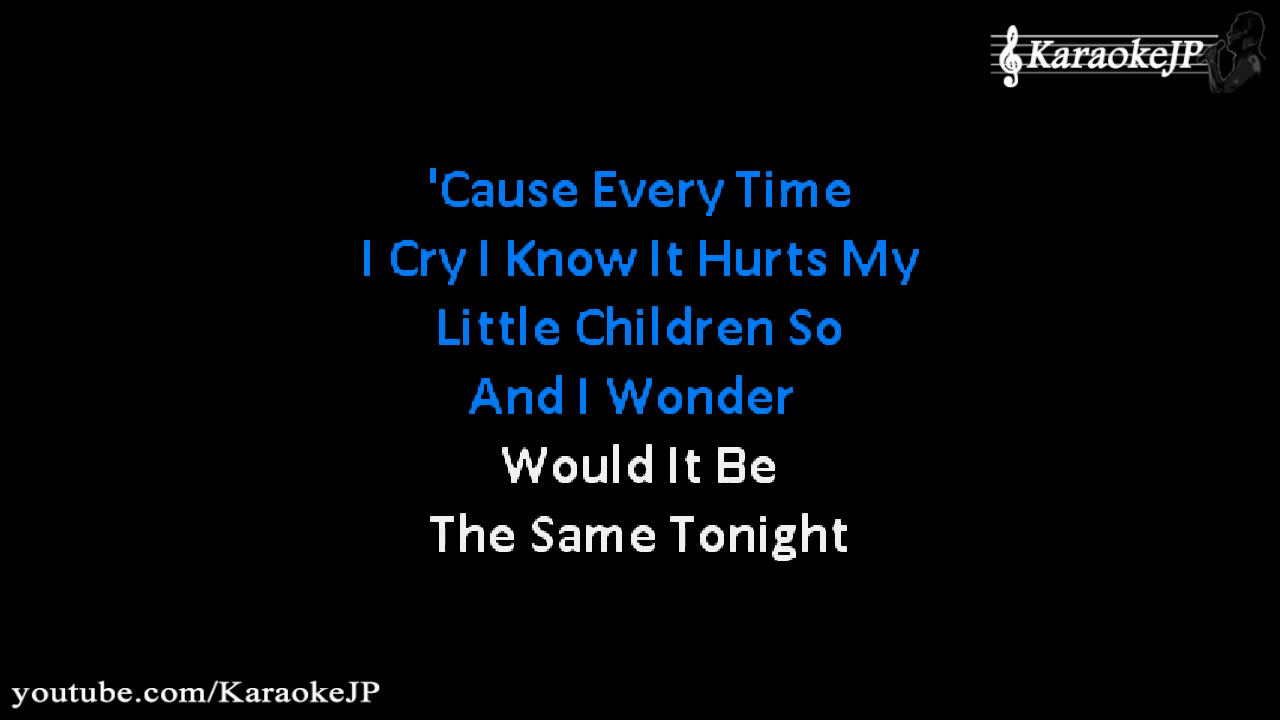 KaraokeJP
'Cause Every Time
I Cry I Know It Hurts My
Little Children So
And I Wonder
Would It Be
The Same Tonight
youtube.com/KaraokeJP